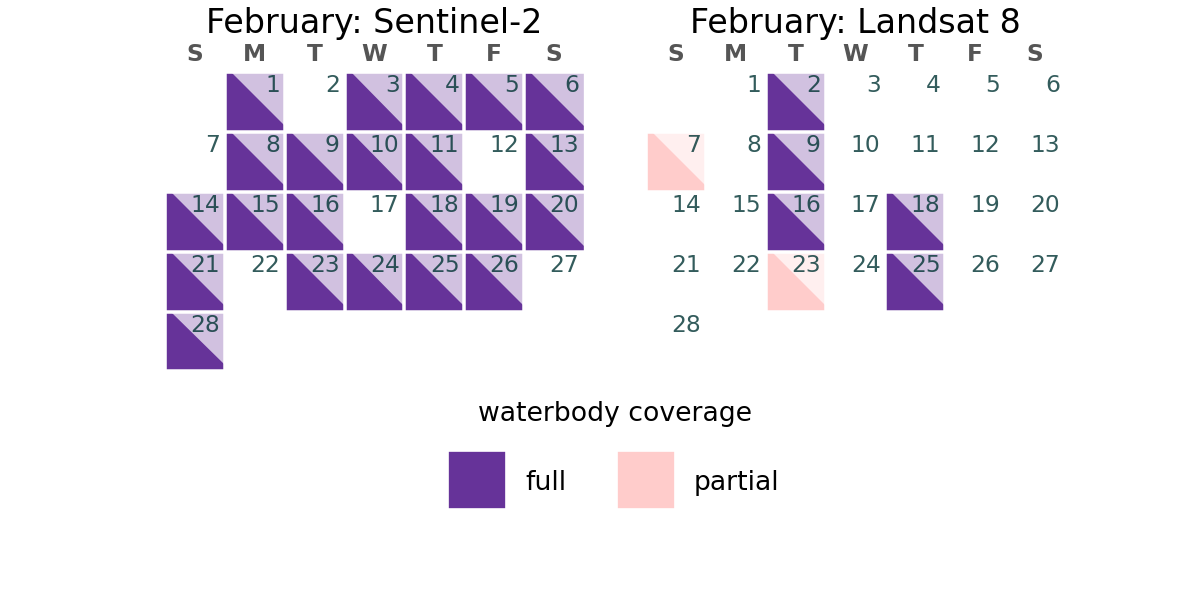 February: Sentinel-2
S M T W T F S
1 2 3 4 5 6
7 8 9 10 11 12 13
14 15 16 17 18 19 20
21 22 23 24 25 26 27
28
February: Landsat 8
S M T W T F S
1 2 3 4 5 6
7 8 9 10 11 12 13
14 15 16 17 18 19 20
21 22 23 24 25 26 27
28
waterbody coverage
full
partial